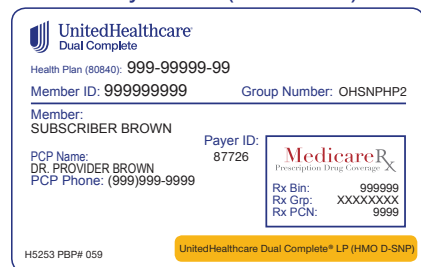 UnitedHealthcare®
Dual Complete
Health Plan (80840): 999-99999-99
Member ID: 999999999 Group Number: OHSNPHP2
Member:
SUBSCRIBER BROWN
Payer ID:
87726
PCP Name:
DR. PROVIDER BROWN
PCP Phone: (999)999-9999
MedicareRx
Prescription Drug Coverage
Rx Bin: 999999
Rx Grp: XXXXXXXX
Rx PCN: 9999
H5253 PBP# 059
UnitedHealthcare Dual Complete® LP (HMO D-SNP)